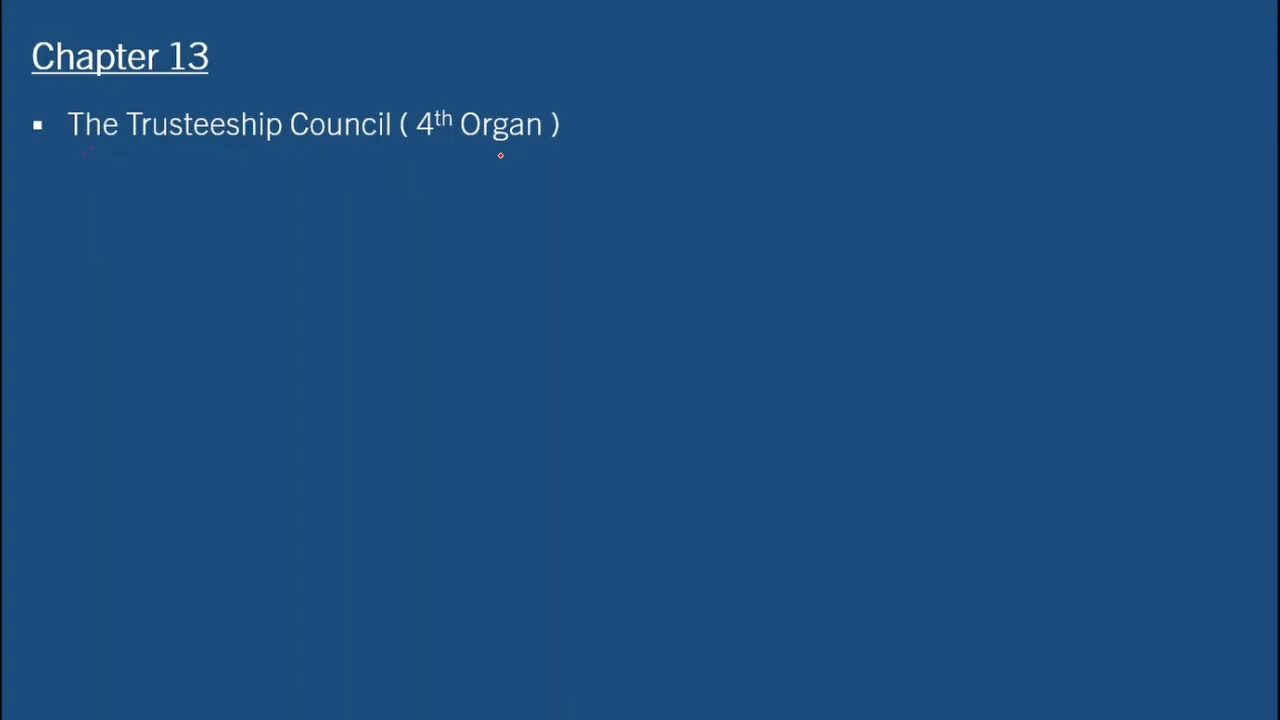 Chapter 13
▪ The Trusteeship Council ( 4th Organ )